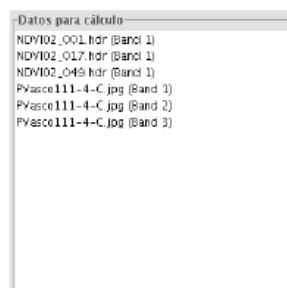 Datos para cálculo
NDVI02_001.hdr (Band 1)
NDVI02_017.hdr (Band 1)
NDVI02_049.hdr (Band 1)
PVasco111-4-C.jpg (Band 1)
PVasco111-4-C.jpg (Band 2)
PVasco111-4-C.jpg (Band 3)